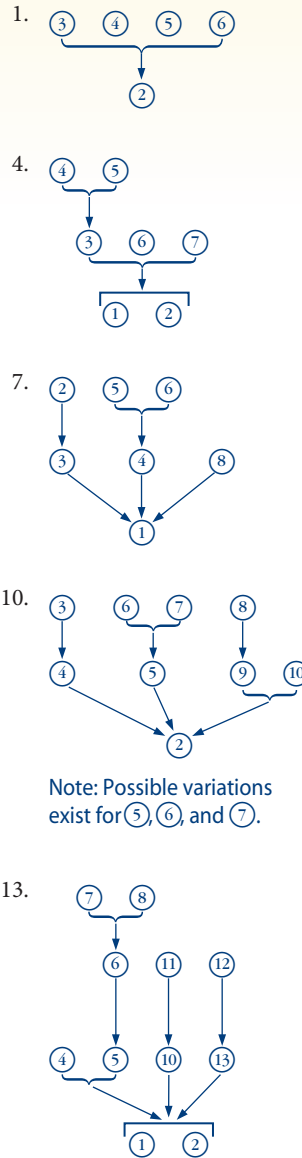 1. ③ ④ ⑤ ⑥
②
4. ④ ⑤
③ ⑥ ⑦
① ②
7. ② ⑤ ⑥
③ ④ ⑧
①
10. ③ ⑥ ⑦ ⑧
④ ⑤ ⑨ ⑩
②
Note: Possible variations
exist for ⑤, ⑥, and ⑦.
13. ⑦ ⑧
⑥ ⑪ ⑫
④ ⑤ ⑩ ⑬
① ②